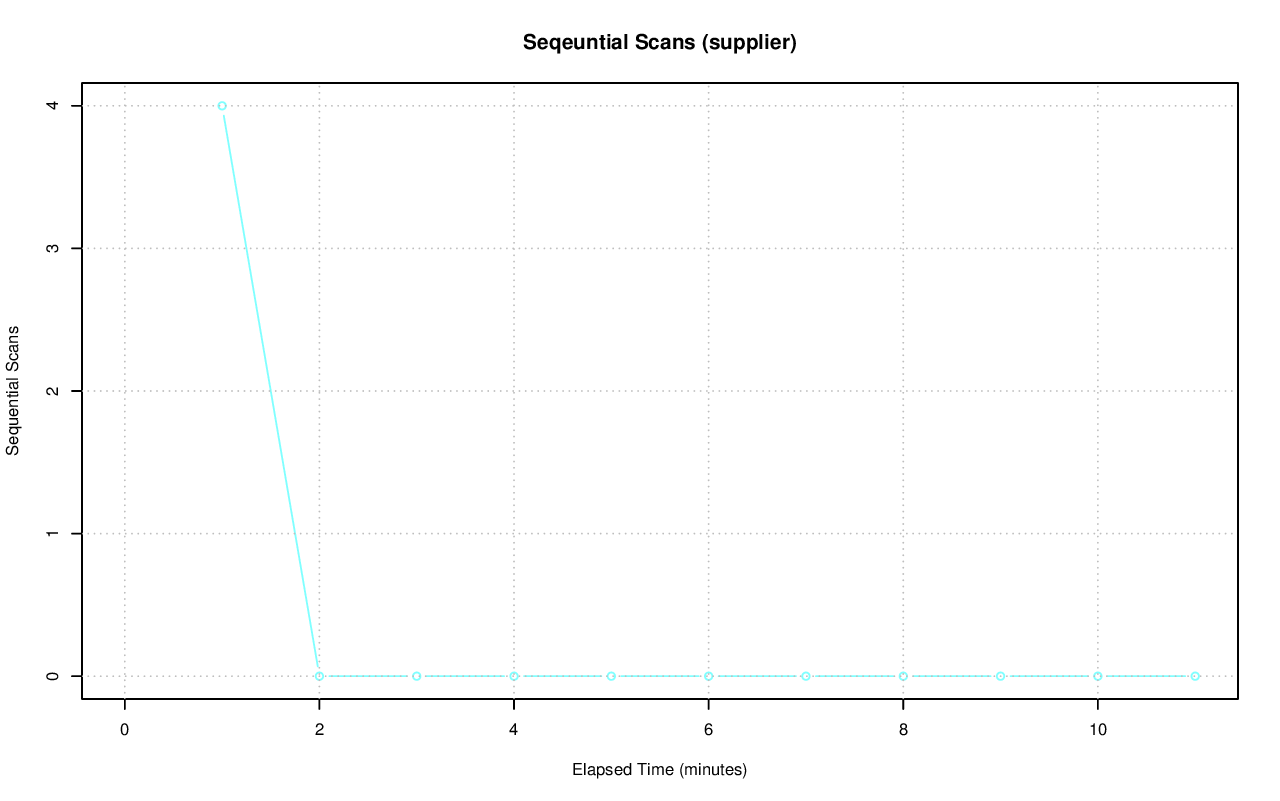 Seqeuntial Scans (supplier)
Sequential Scans
4
3
2
1
0
0 2 4 6 8 10
Elapsed Time (minutes)